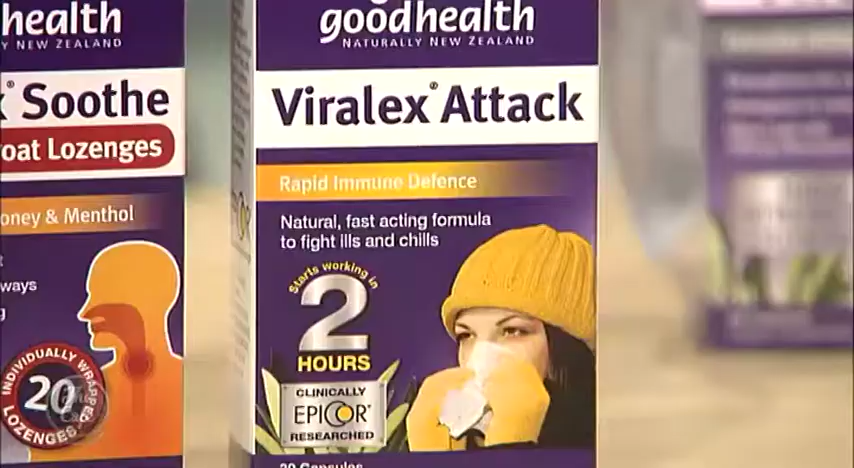 health
Y NEW ZEALAND
x® Soothe
oat Lozenges
oney & Menthol
ways
INDIVIDUALLY WRAPPED
20
LOZENGES
goodhealth
NATURALLY NEW ZEALAND
Viralex® Attack
Rapid Immune Defence
Natural, fast acting formula
to fight ills and chills
Starts working in
2
HOURS
CLINICALLY
EPICOR®
RESEARCHED
30 Capsules